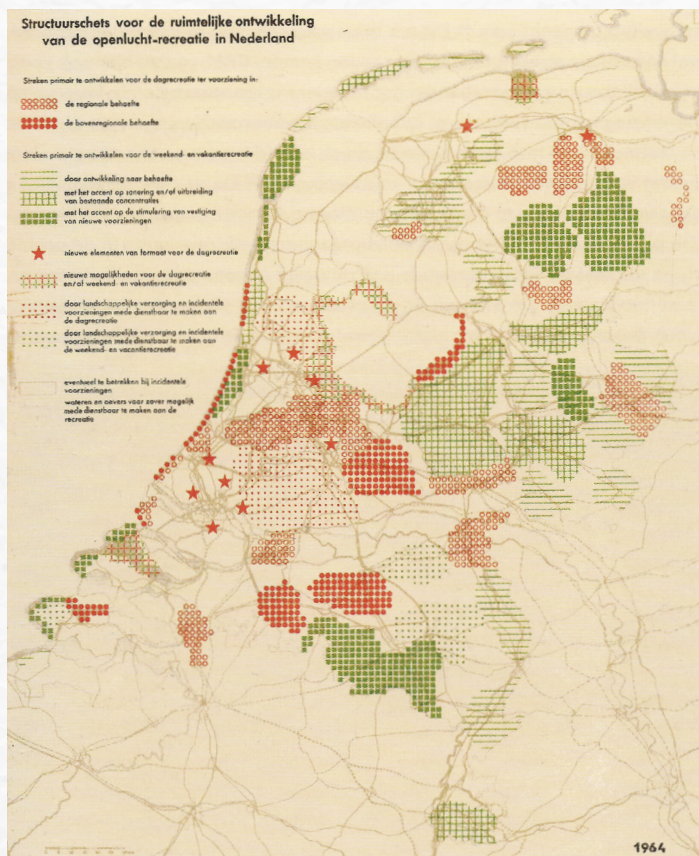 Structuurschets voor de ruimtelijke ontwikkeling
van de openlucht-recreatie in Nederland
Streken primair te ontwikkelen voor de dagrecreatie ter voorziening in:
de regionale behoefte
de bovenregionale behoefte
Streken primair te ontwikkelen voor de weekend- en vakantierecreatie
door ontwikkeling naar behoefte
met het accent op sanering en/of uitbreiding
van bestaande concentraties
met het accent op de stimulering van vestiging
van nieuwe voorzieningen
nieuwe elementen van formaat voor de dagrecreatie
nieuwe mogelijkheden voor de dagrecreatie
en/of weekend- en vakantierecreatie
door landschappelijke verzorging en incidentele
voorzieningen mede dienstbaar te maken aan
de dagrecreatie
door landschappelijke verzorging en incidentele
voorzieningen mede dienstbaar te maken aan
de weekend- en vacantierecreatie
eventueel te betrekken bij incidentele
voorzieningen
wateren en oevers voor zover mogelijk
mede dienstbaar te maken aan de
recreatie
1964